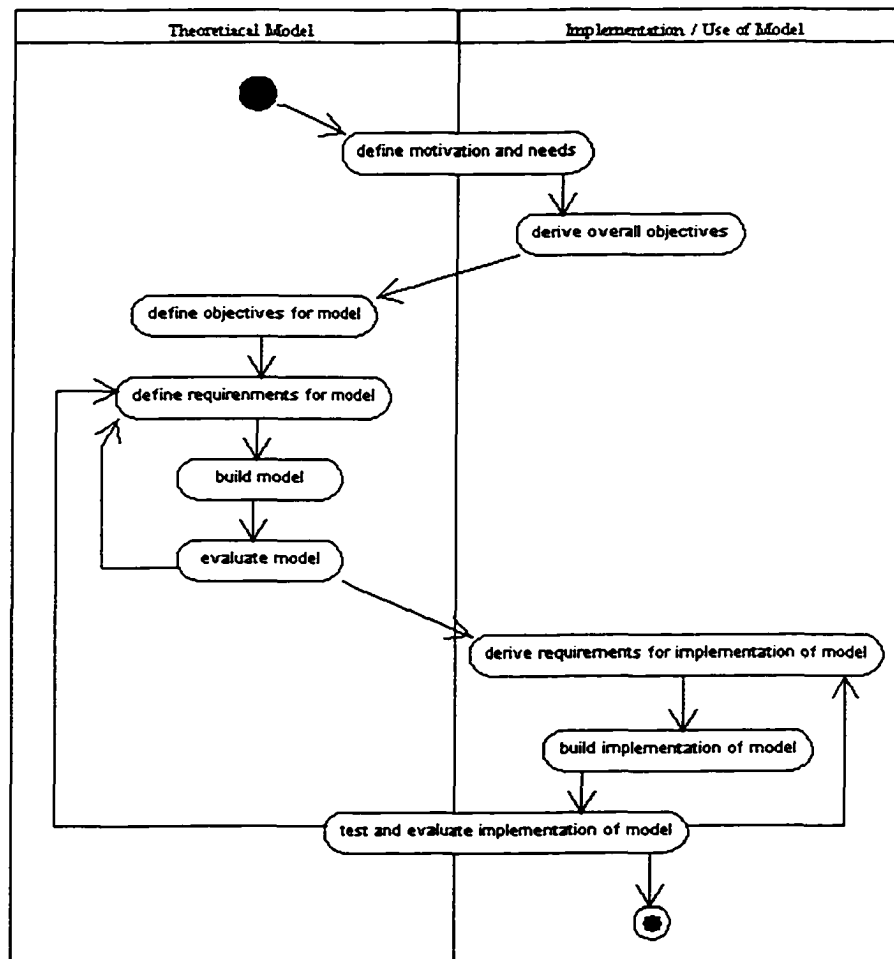 Theoretiacal Model
Implementation / Use of Model
define motivation and needs
derive overall objectives
define objectives for model
define requirenments for model
build model
evaluate model
derive requirements for implementation of model
build implementation of model
test and evaluate implementation of model